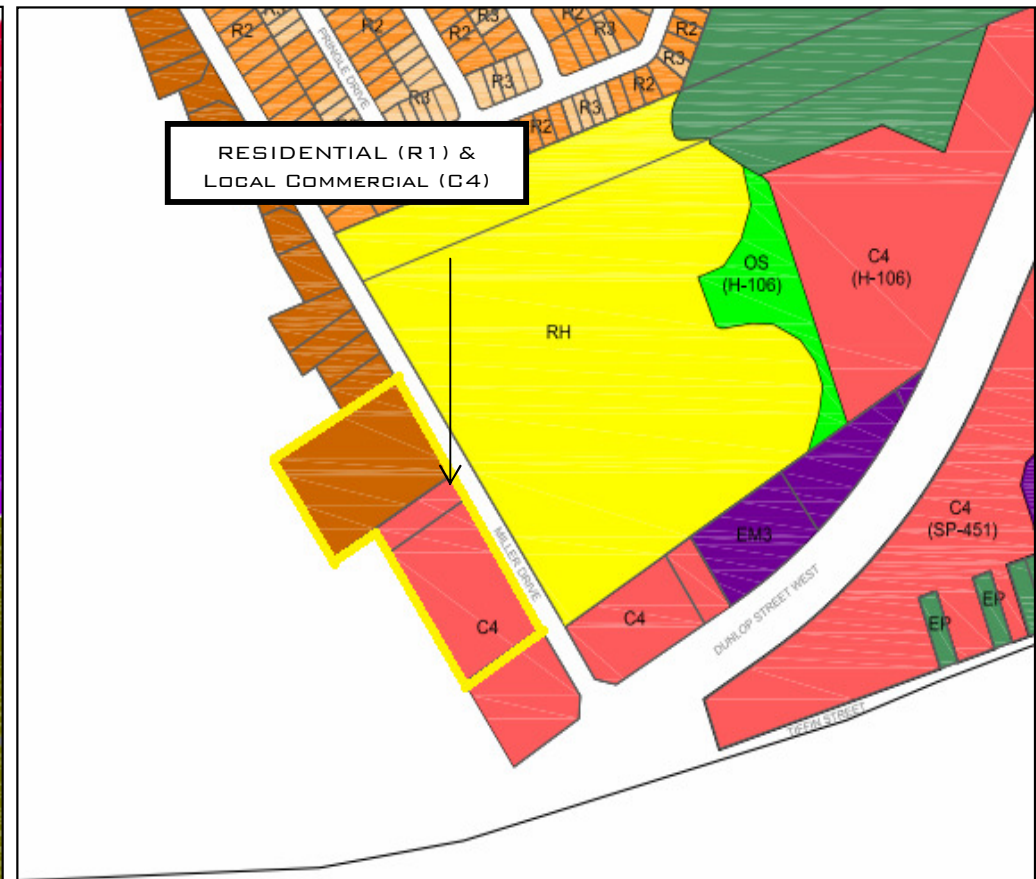 R2
R2
R3
R2
R2
R3
PRINGLE DRIVE
R3
R3
R2
R3
R3
R2
RESIDENTIAL (R1) &
LOCAL COMMERCIAL (C4)
OS
(H-106)
C4
(H-106)
RH
MILLER DRIVE
EM3
C4
(SP-451)
C4
C4
DUNLOP STREET WEST
EP
EP
TIFFIN STREET